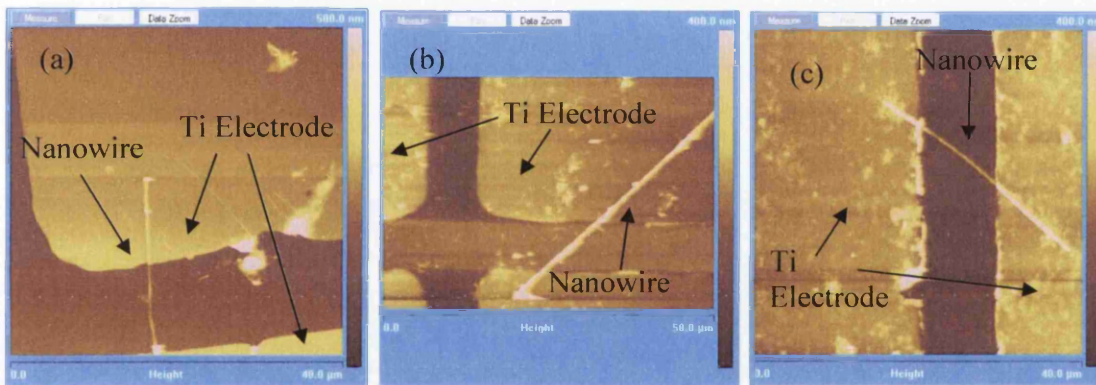 Measure Data Zoom 500.0 nm
(a)
Ti Electrode
Nanowire
0.0 Height 40.0 µm
Measure Data Zoom 400.0 nm
(b)
Ti Electrode
Nanowire
0.0 Height 50.0 µm
Measure Data Zoom 400.0 nm
(c)
Nanowire
Ti
Electrode
Height 40.0 µm